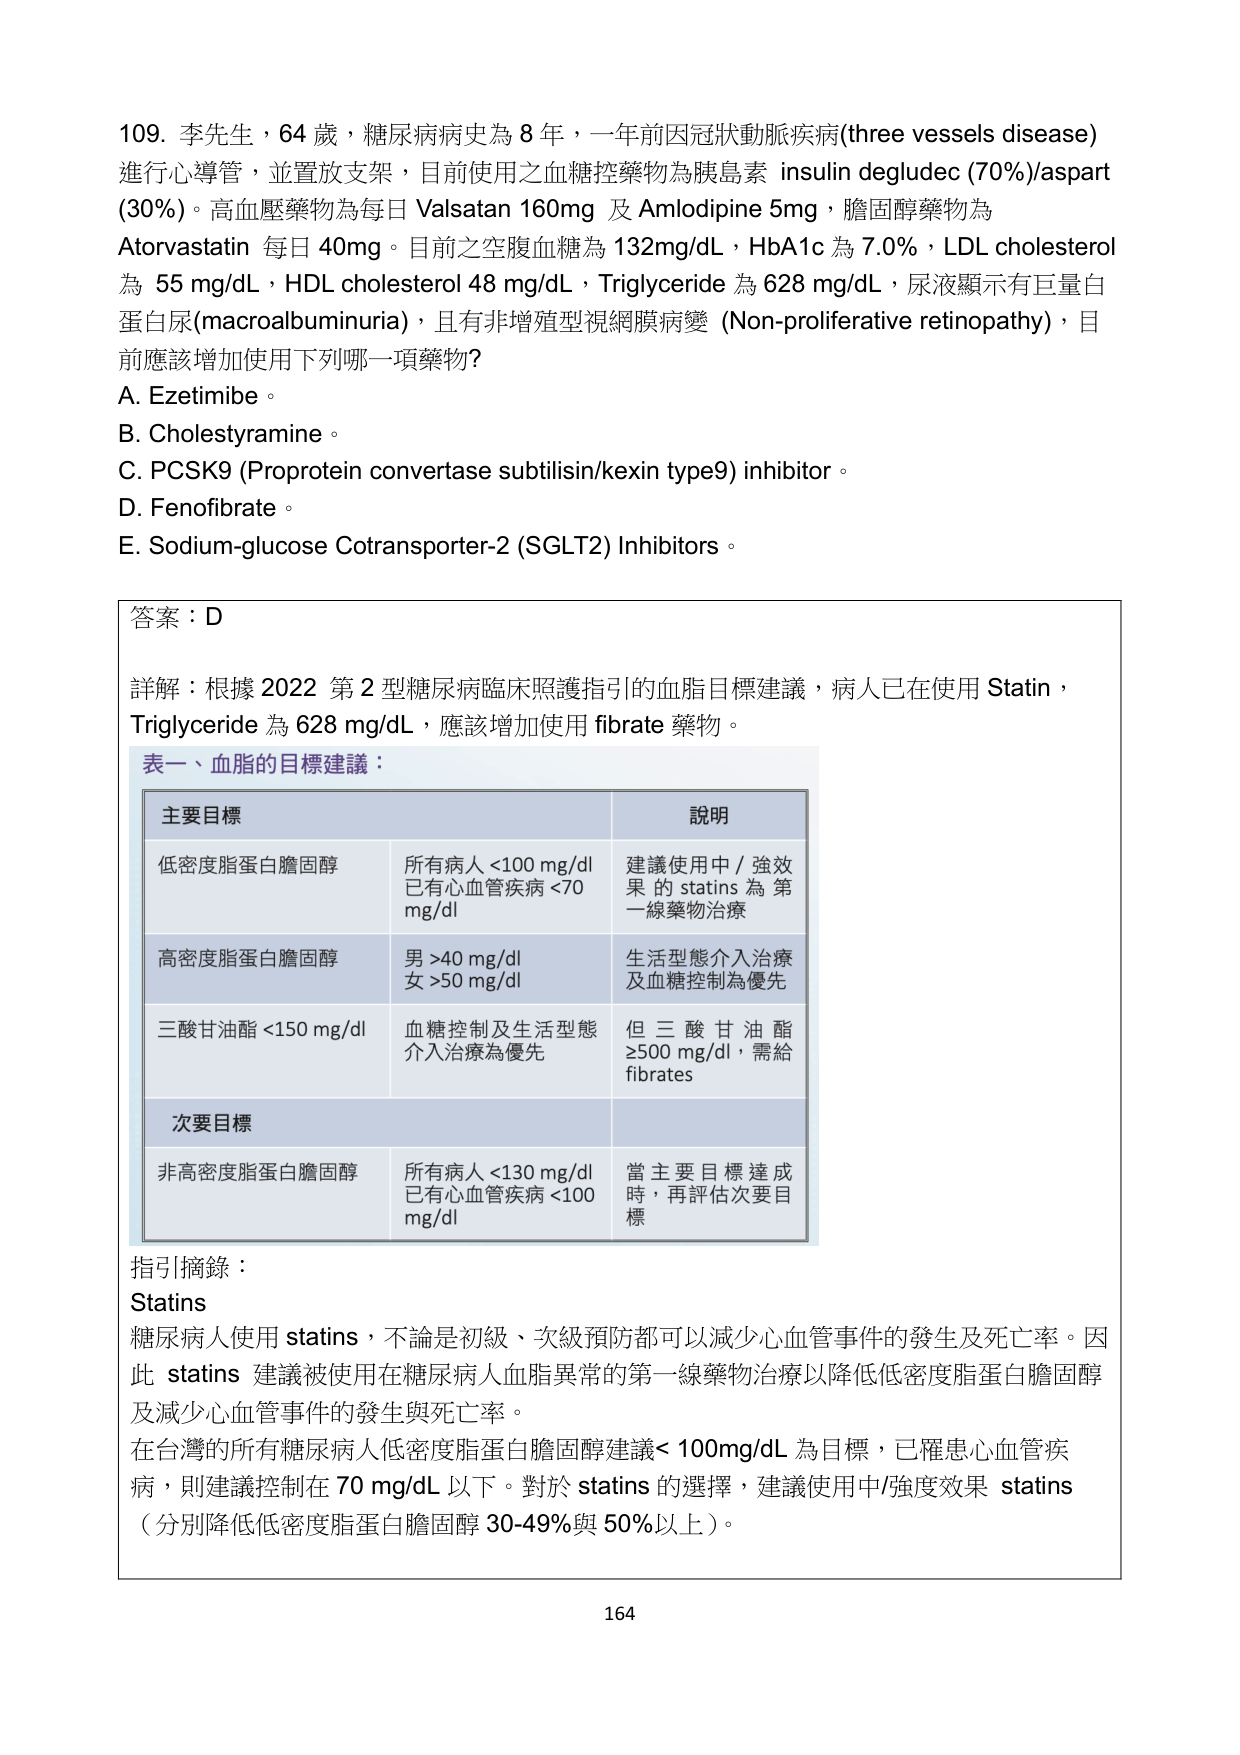 109. 李先生，64 歲，糖尿病病史為 8 年，一年前因冠狀動脈疾病(three vessels disease)
進行心導管，並置放支架，目前使用之血糖控藥物為胰島素 insulin degludec (70%)/aspart
(30%)。高血壓藥物為每日 Valsatan 160mg 及 Amlodipine 5mg，膽固醇藥物為
Atorvastatin 每日 40mg。目前之空腹血糖為 132mg/dL，HbA1c 為 7.0%，LDL cholesterol
為 55 mg/dL，HDL cholesterol 48 mg/dL，Triglyceride 為 628 mg/dL，尿液顯示有巨量白
蛋白尿(macroalbuminuria)，且有非增殖型視網膜病變 (Non-proliferative retinopathy)，目
前應該增加使用下列哪一項藥物?
A. Ezetimibe。
B. Cholestyramine。
C. PCSK9 (Proprotein convertase subtilisin/kexin type9) inhibitor。
D. Fenofibrate。
E. Sodium-glucose Cotransporter-2 (SGLT2) Inhibitors。
答案：D
詳解：根據 2022 第 2 型糖尿病臨床照護指引的血脂目標建議，病人已在使用 Statin，
Triglyceride 為 628 mg/dL，應該增加使用 fibrate 藥物。
表一、血脂的目標建議：
主要目標
說明
低密度脂蛋白膽固醇
所有病人 <100 mg/dl
已有心血管疾病 <70
mg/dl
建議使用中 / 強效
果 的 statins 為 第
一線藥物治療
高密度脂蛋白膽固醇
男 >40 mg/dl
女 >50 mg/dl
生活型態介入治療
及血糖控制為優先
三酸甘油酯 <150 mg/dl
血糖控制及生活型態
介入治療為優先
但 三 酸 甘 油 酯
≥500 mg/dl，需給
fibrates
次要目標
非高密度脂蛋白膽固醇
所有病人 <130 mg/dl
已有心血管疾病 <100
mg/dl
當 主 要 目 標 達 成
時，再評估次要目
標
指引摘錄：
Statins
糖尿病人使用 statins，不論是初級、次級預防都可以減少心血管事件的發生及死亡率。因
此 statins 建議被使用在糖尿病人血脂異常的第一線藥物治療以降低低密度脂蛋白膽固醇
及減少心血管事件的發生與死亡率。
在台灣的所有糖尿病人低密度脂蛋白膽固醇建議< 100mg/dL 為目標，已罹患心血管疾
病，則建議控制在 70 mg/dL 以下。對於 statins 的選擇，建議使用中/強度效果 statins
（分別降低低密度脂蛋白膽固醇 30-49%與 50%以上）。
164